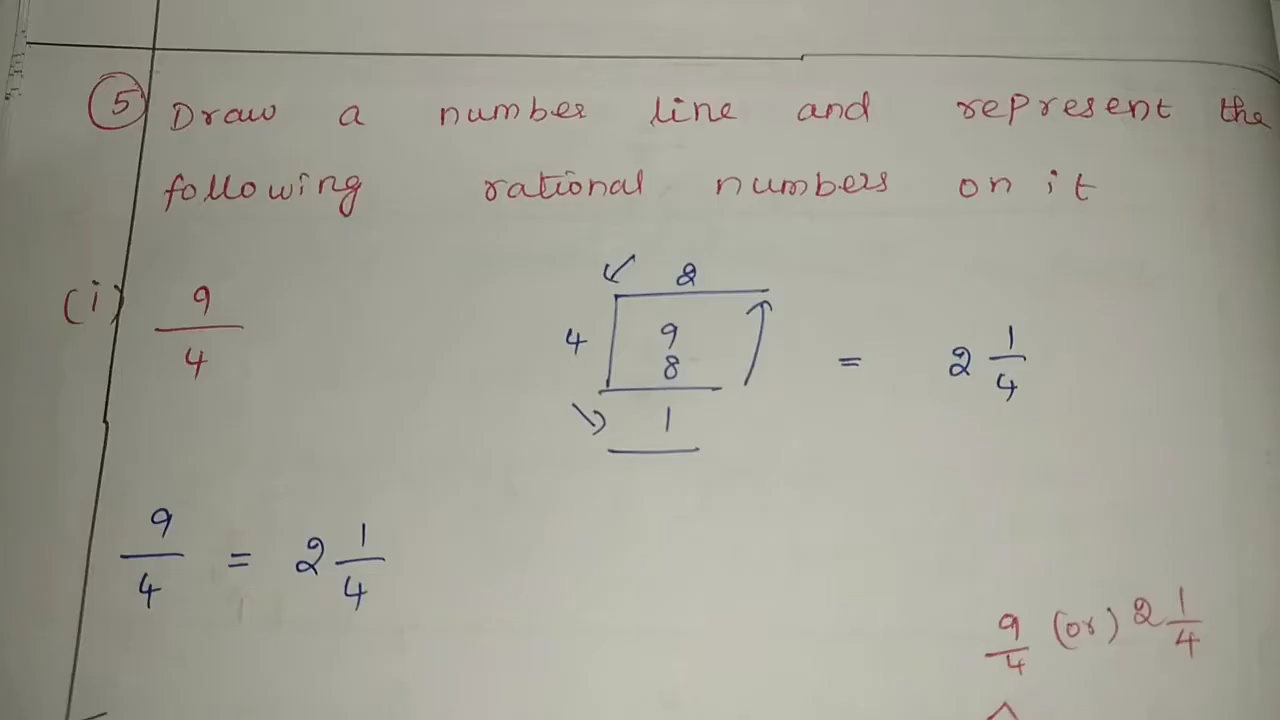 5 Draw a number line and represent the
following rational numbers on it
(i) 9/4
2
4 9
8
1
= 2 1/4
9/4 = 2 1/4
9/4 (or) 2 1/4